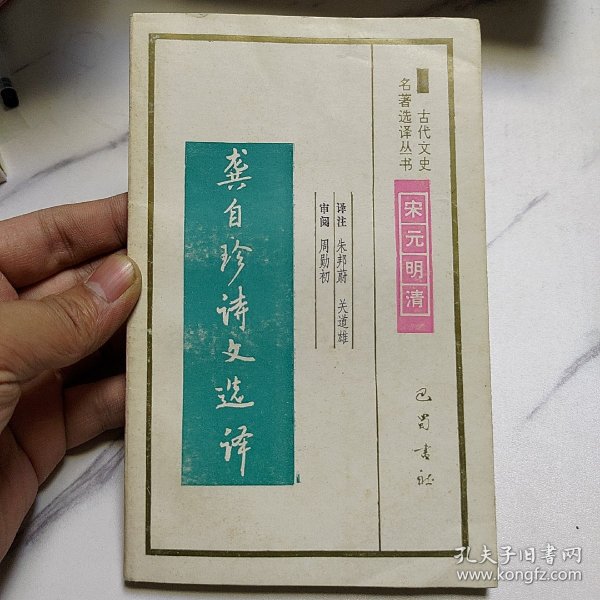 古代文史
名著选译丛书
宋元明清
译注 朱邦蔚 关道雄
审阅 周勋初
龚自珍诗文选译
巴蜀书社
孔夫子旧书网
www.kongfz.com